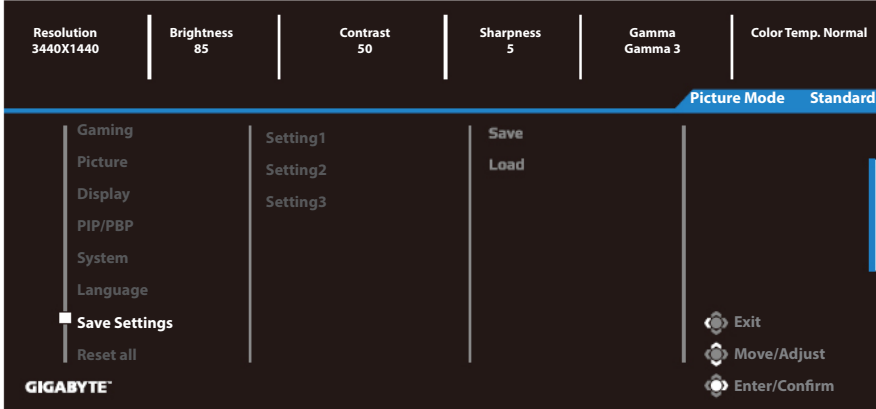 Resolution
3440X1440
Brightness
85
Contrast
50
Sharpness
5
Gamma
Gamma 3
Color Temp. Normal
Picture Mode Standard
Gaming
Picture
Display
PIP/PBP
System
Language
Save Settings
Reset all
Setting1
Setting2
Setting3
Save
Load
Exit
Move/Adjust
Enter/Confirm
GIGABYTE™